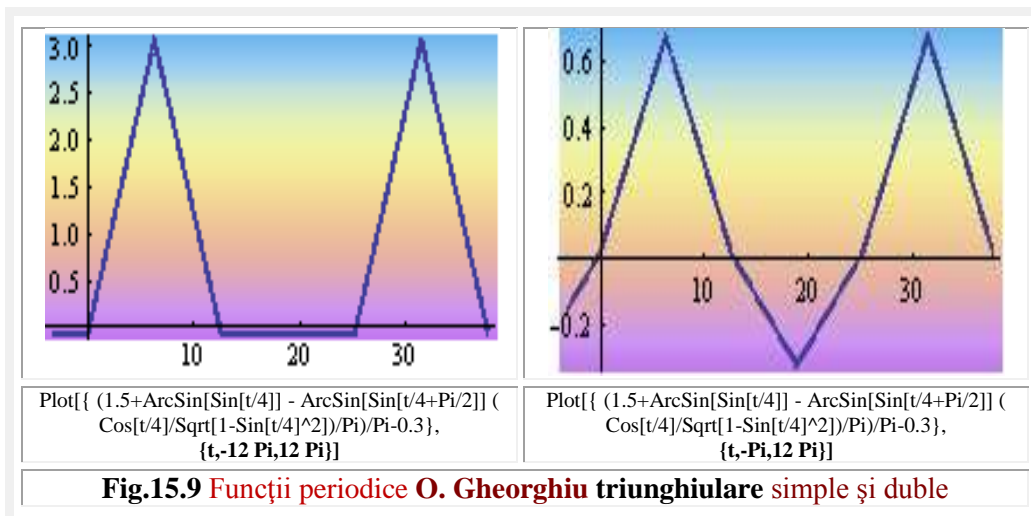 3.0
2.5
2.0
1.5
1.0
0.5
10 20 30
0.6
0.4
0.2
10 20 30
-0.2
Plot[{ (1.5+ArcSin[Sin[t/4]] - ArcSin[Sin[t/4+Pi/2]] (
Cos[t/4]/Sqrt[1-Sin[t/4]^2])/Pi)/Pi-0.3},
{t,-12 Pi,12 Pi}]
Plot[{ (1.5+ArcSin[Sin[t/4]] - ArcSin[Sin[t/4+Pi/2]] (
Cos[t/4]/Sqrt[1-Sin[t/4]^2])/Pi)/Pi-0.3},
{t,-Pi,12 Pi}]
Fig.15.9 Funcţii periodice O. Gheorghiu triunghiulare simple şi duble